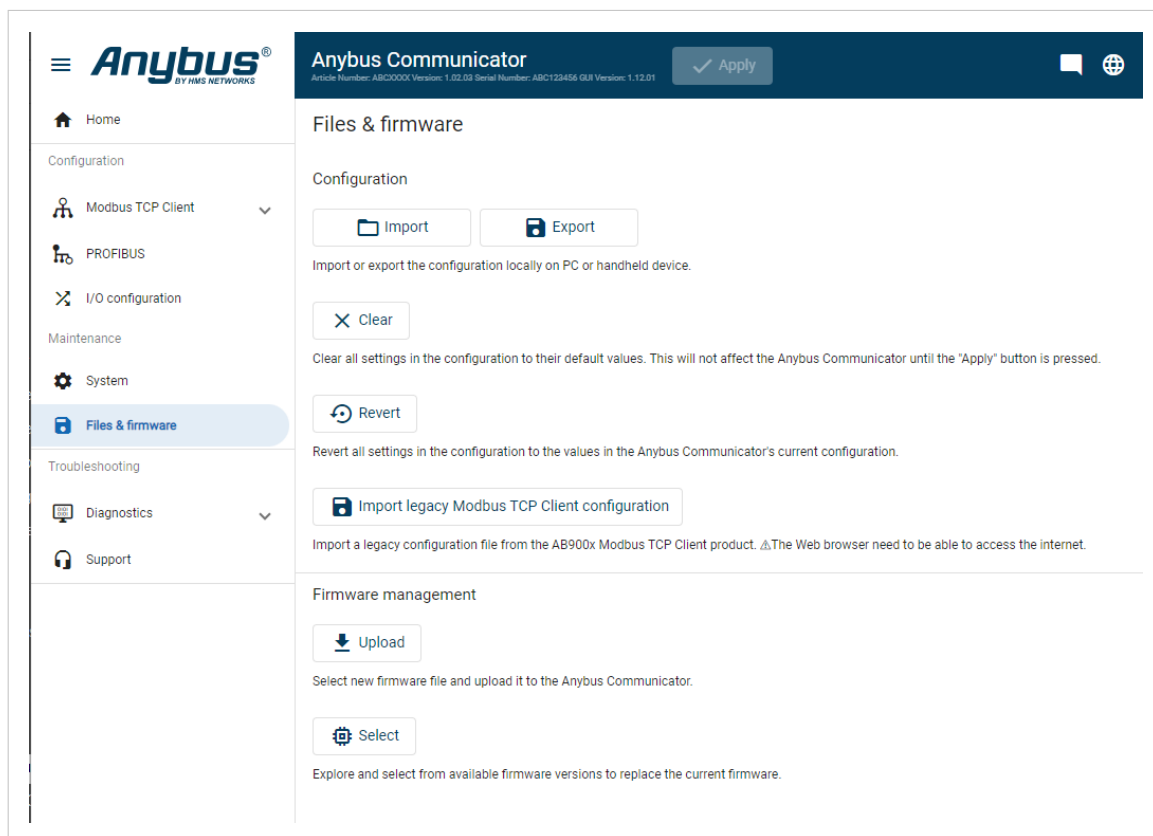 Anybus®
BY HMS NETWORKS
Anybus Communicator
Article Number: ABCXXXX Version: 1.02.03 Serial Number: ABC123456 GUI Version: 1.12.01
Apply
Home
Configuration
Modbus TCP Client
PROFIBUS
I/O configuration
Maintenance
System
Files & firmware
Troubleshooting
Diagnostics
Support
Files & firmware
Configuration
Import
Export
Import or export the configuration locally on PC or handheld device.
Clear
Clear all settings in the configuration to their default values. This will not affect the Anybus Communicator until the "Apply" button is pressed.
Revert
Revert all settings in the configuration to the values in the Anybus Communicator's current configuration.
Import legacy Modbus TCP Client configuration
Import a legacy configuration file from the AB900x Modbus TCP Client product. ⚠The Web browser need to be able to access the internet.
Firmware management
Upload
Select new firmware file and upload it to the Anybus Communicator.
Select
Explore and select from available firmware versions to replace the current firmware.